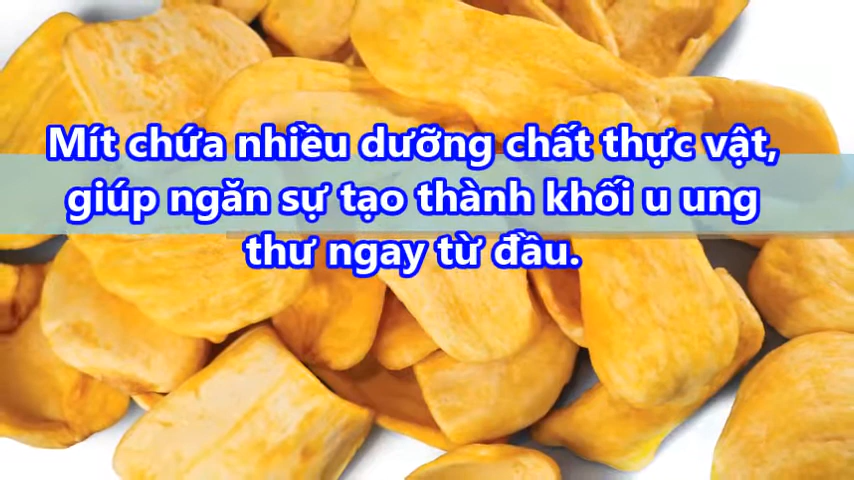 Mít chứa nhiều dưỡng chất thực vật,
giúp ngăn sự tạo thành khối u ung
thư ngay từ đầu.